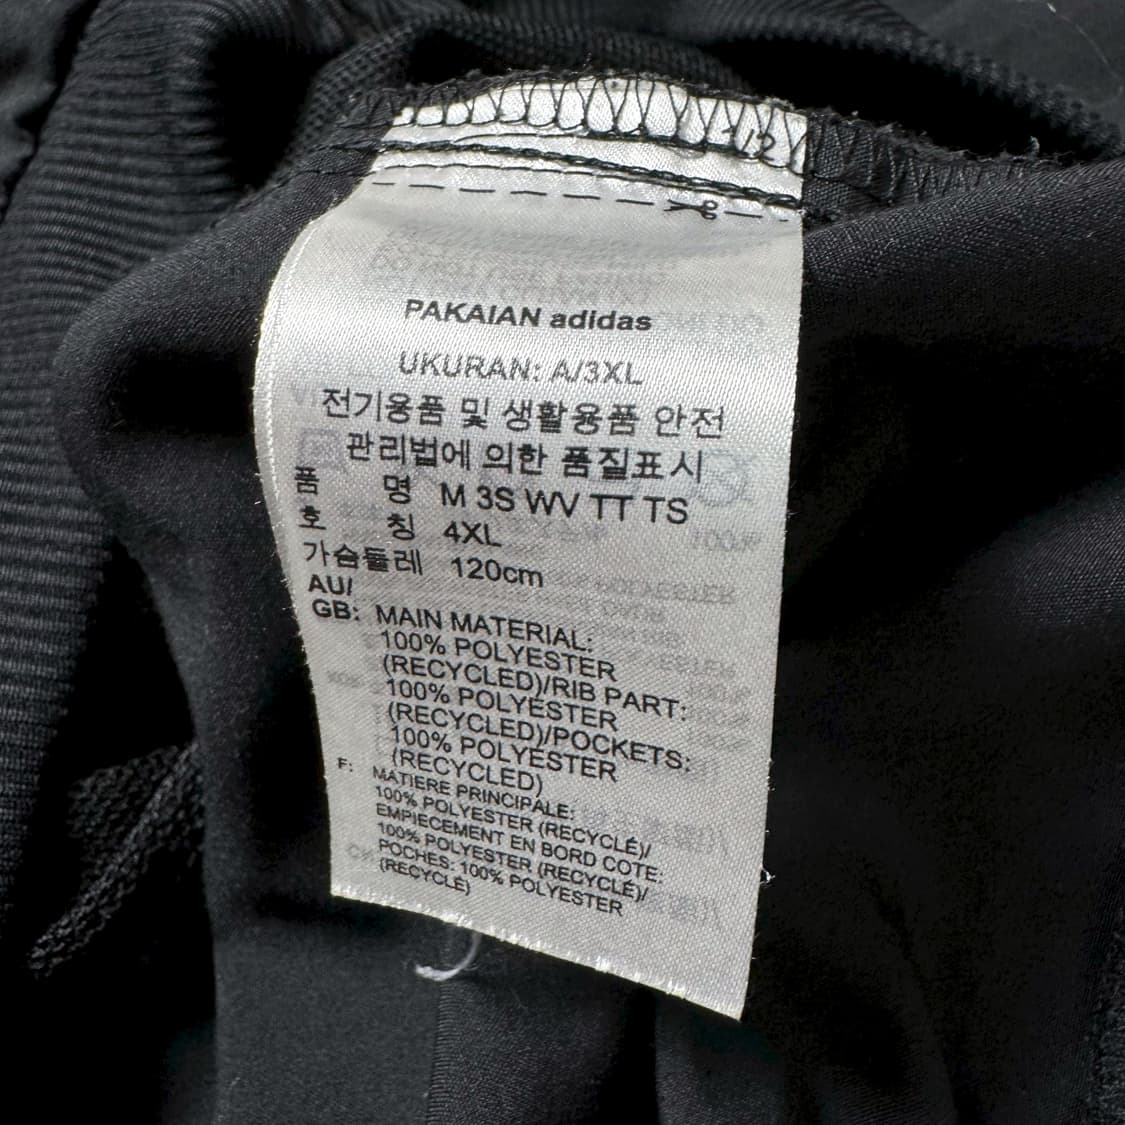 1/2
PAKAIAN adidas
UKURAN: A/3XL
전기용품 및 생활용품 안전
관리법에 의한 품질표시
품 명 M 3S WV TT TS
호 칭 4XL
가슴둘레 120cm
AU/
GB: MAIN MATERIAL:
100% POLYESTER
(RECYCLED)/RIB PART:
100% POLYESTER
(RECYCLED)/POCKETS:
100% POLYESTER
(RECYCLED)
F: MATIERE PRINCIPALE:
100% POLYESTER (RECYCLÉ)/
EMPIECEMENT EN BORD COTE:
100% POLYESTER (RECYCLÉ)/
POCHES: 100% POLYESTER
(RECYCLÉ)